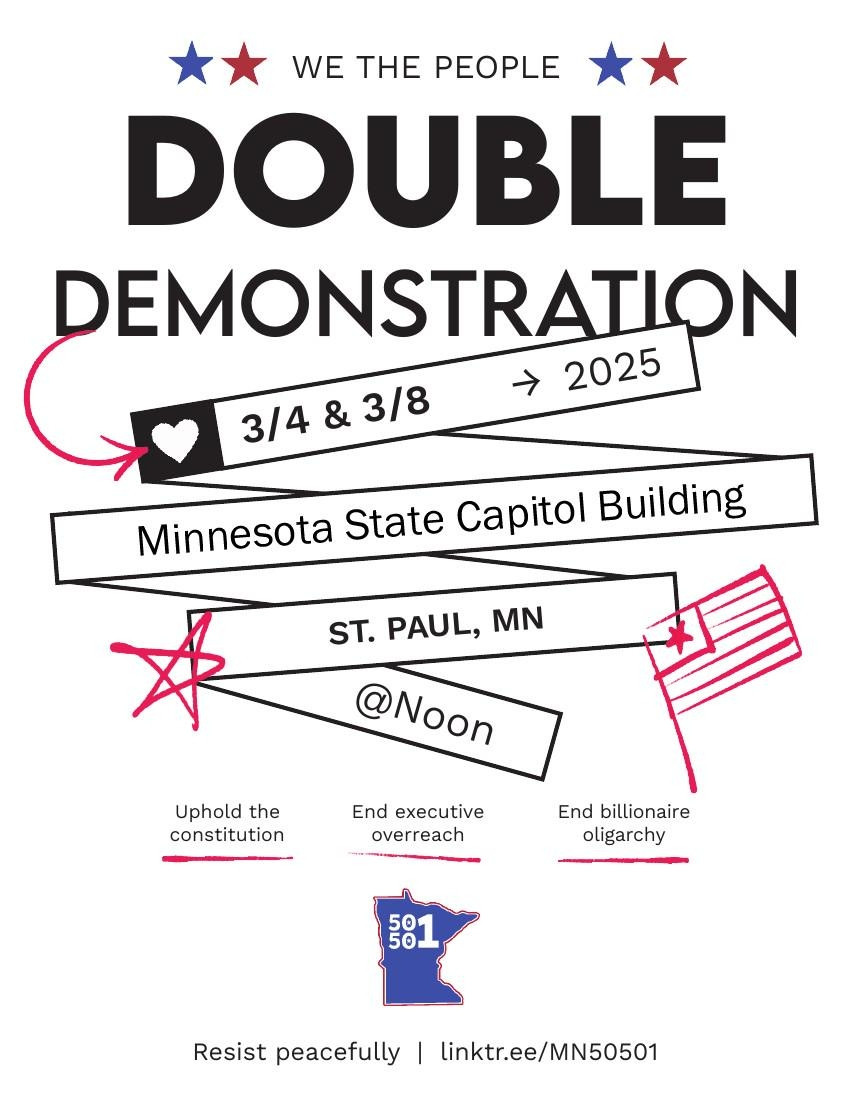 WE THE PEOPLE
DOUBLE
DEMONSTRATION
3/4 & 3/8 → 2025
Minnesota State Capitol Building
ST. PAUL, MN
@Noon
Uphold the
constitution
End executive
overreach
End billionaire
oligarchy
50
50 1
Resist peacefully | linktr.ee/MN50501